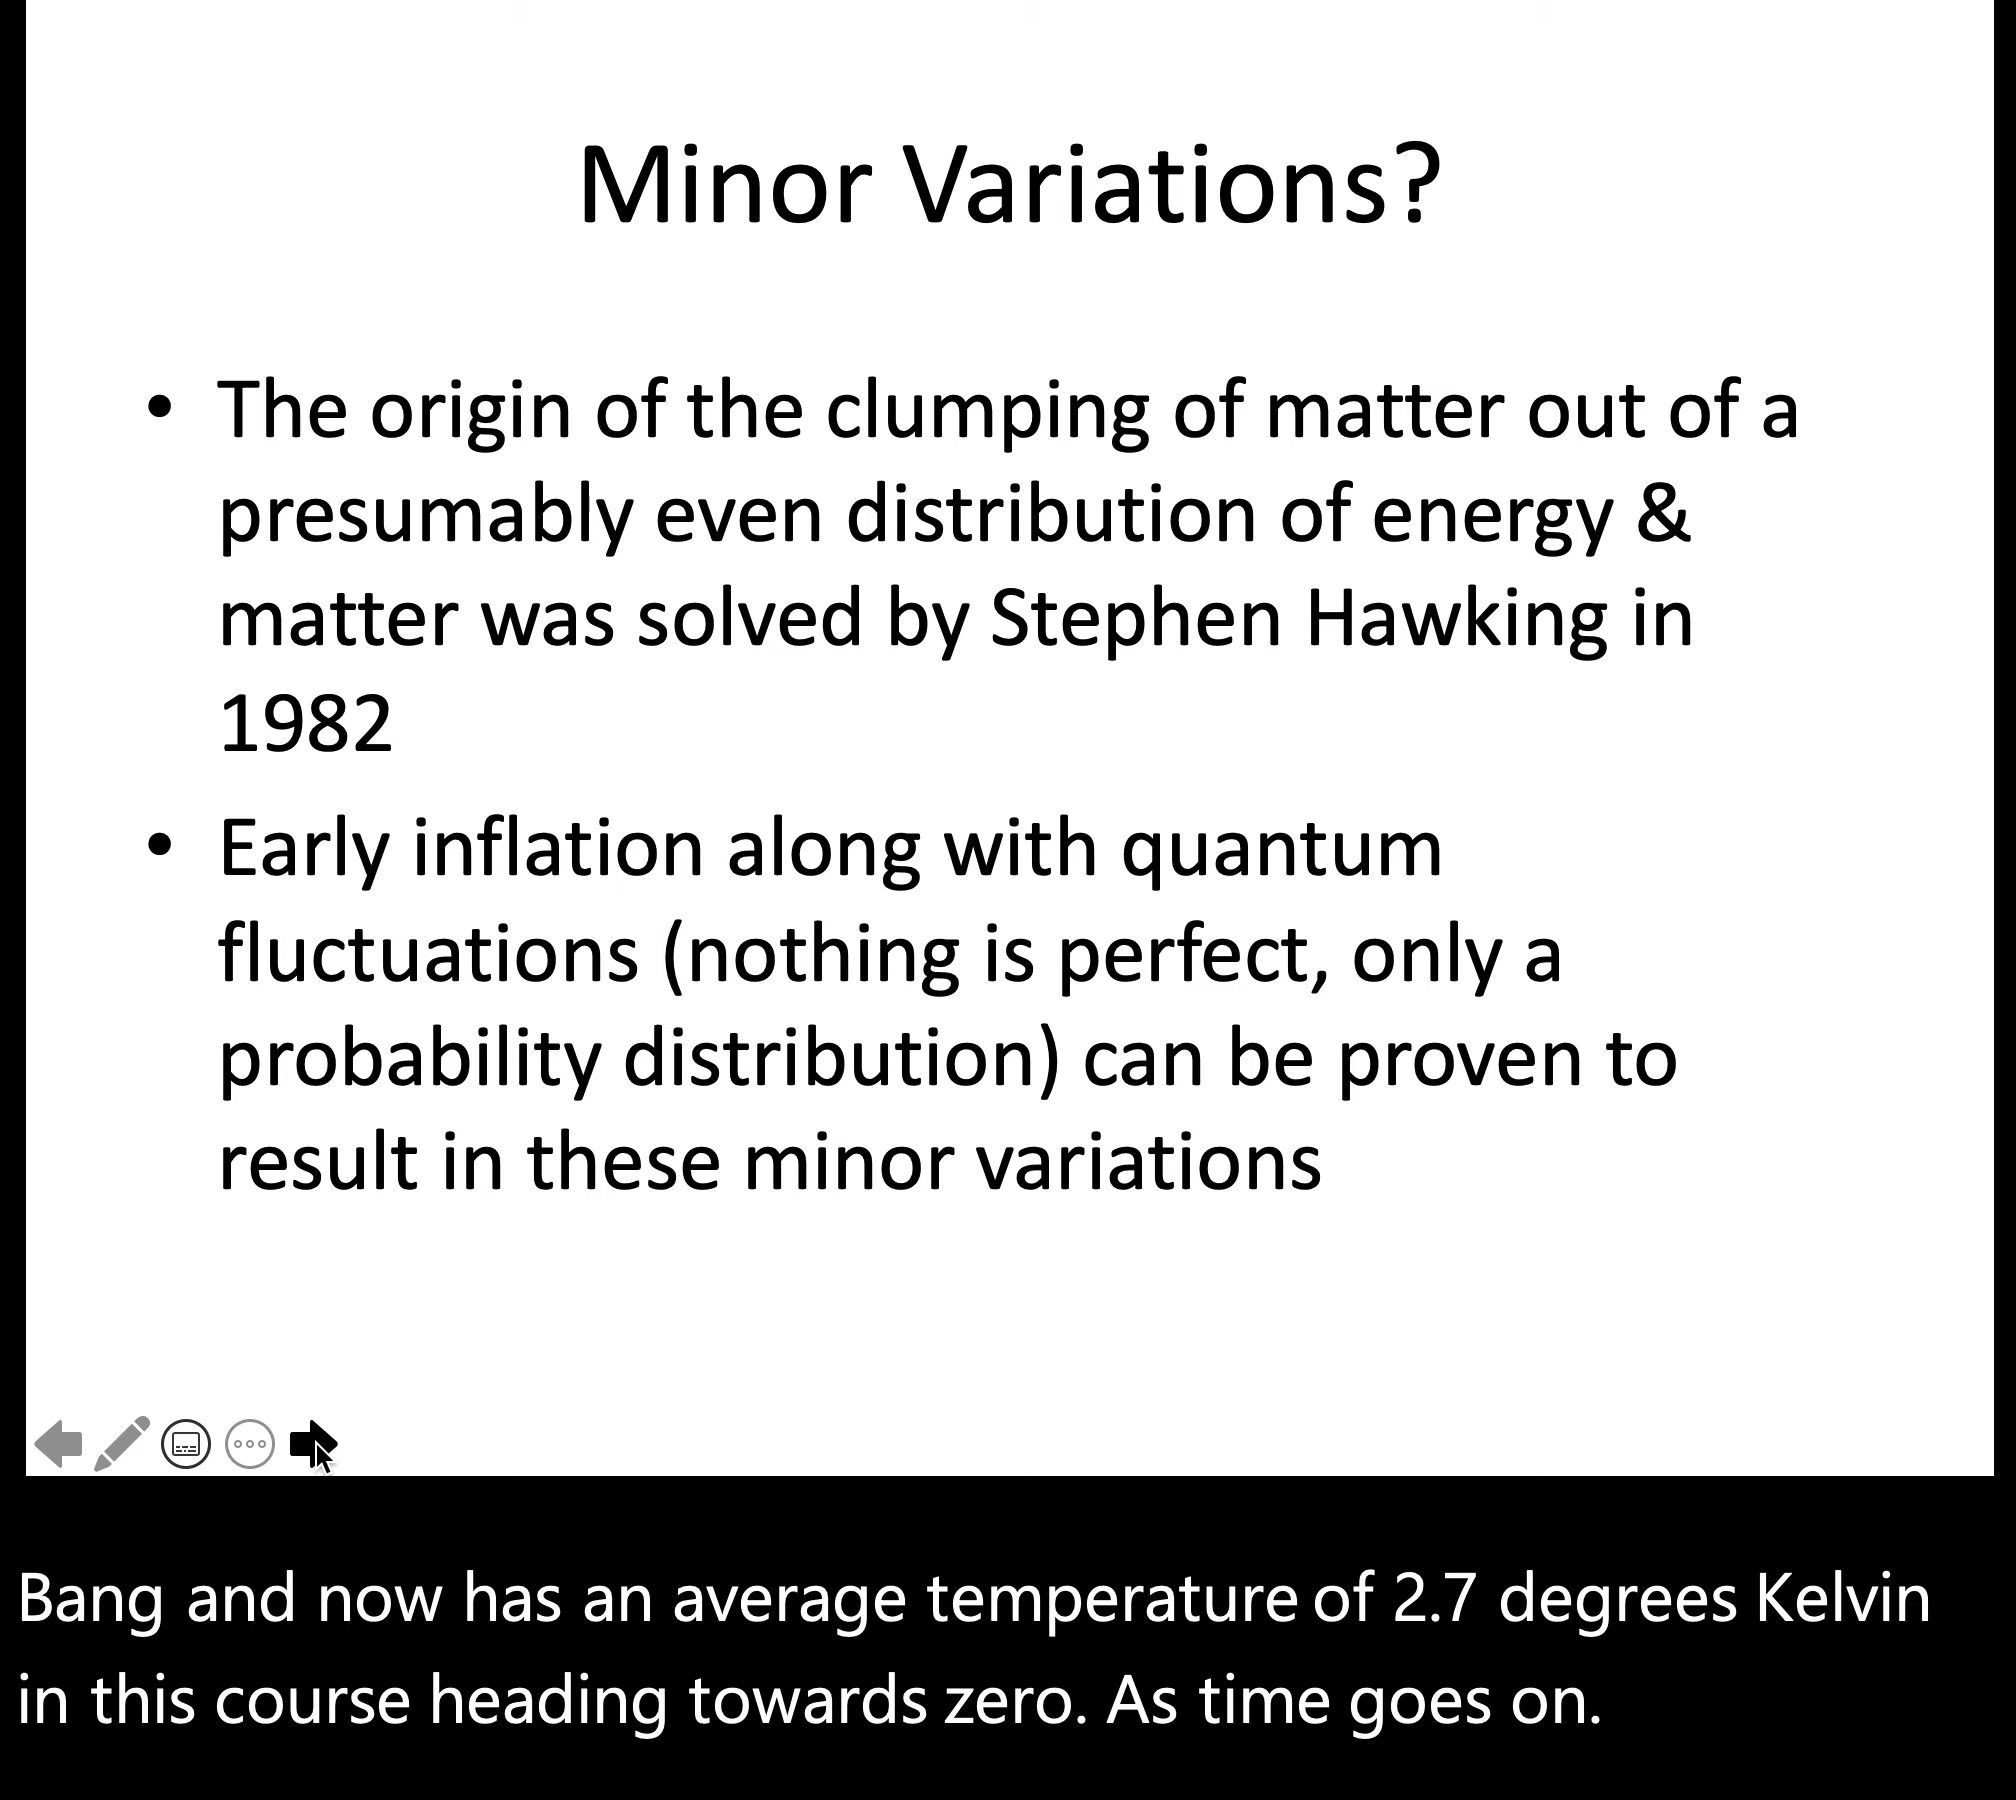 Minor Variations?
• The origin of the clumping of matter out of a
presumably even distribution of energy &
matter was solved by Stephen Hawking in
1982
• Early inflation along with quantum
fluctuations (nothing is perfect, only a
probability distribution) can be proven to
result in these minor variations
Bang and now has an average temperature of 2.7 degrees Kelvin
in this course heading towards zero. As time goes on.